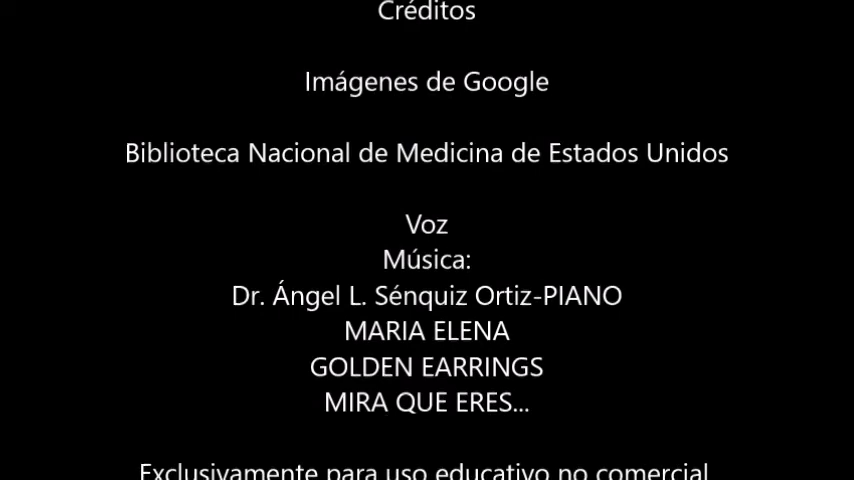 Créditos
Imágenes de Google
Biblioteca Nacional de Medicina de Estados Unidos
Voz
Música:
Dr. Ángel L. Sénquiz Ortiz-PIANO
MARIA ELENA
GOLDEN EARRINGS
MIRA QUE ERES...
Exclusivamente para uso educativo no comercial